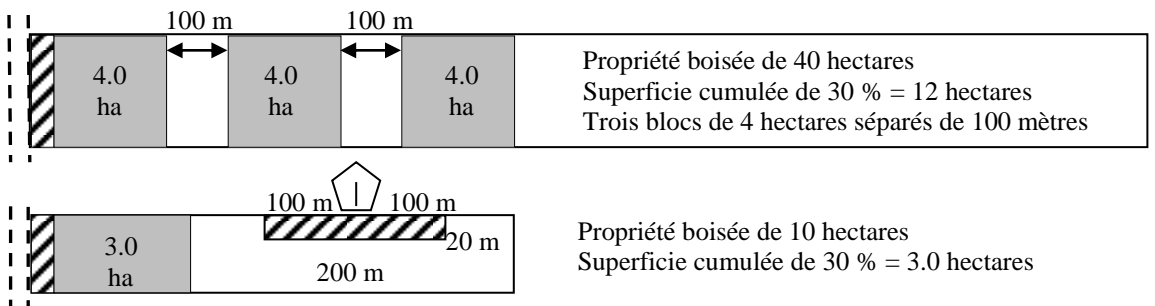 100 m 100 m
4.0
ha
4.0
ha
4.0
ha
Propriété boisée de 40 hectares
Superficie cumulée de 30 % = 12 hectares
Trois blocs de 4 hectares séparés de 100 mètres
100 m 100 m
3.0
ha
20 m
200 m
Propriété boisée de 10 hectares
Superficie cumulée de 30 % = 3.0 hectares